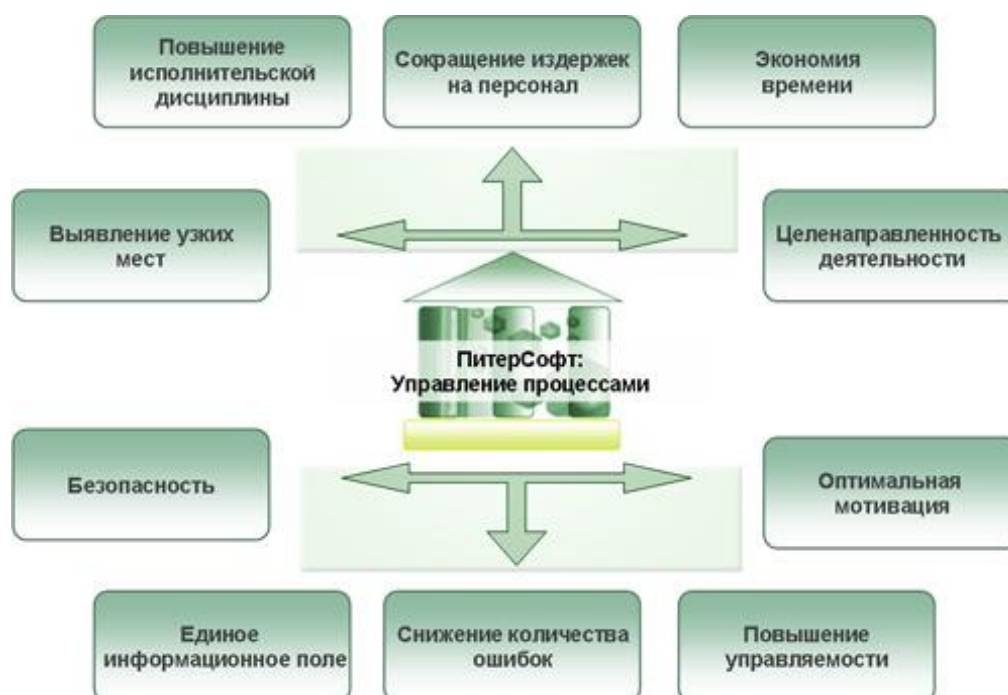 Повышение
исполнительской
дисциплины
Сокращение издержек
на персонал
Экономия
времени
Выявление узких
мест
Целенаправленность
деятельности
ПитерСофт:
Управление процессами
Безопасность
Оптимальная
мотивация
Единое
информационное поле
Снижение количества
ошибок
Повышение
управляемости